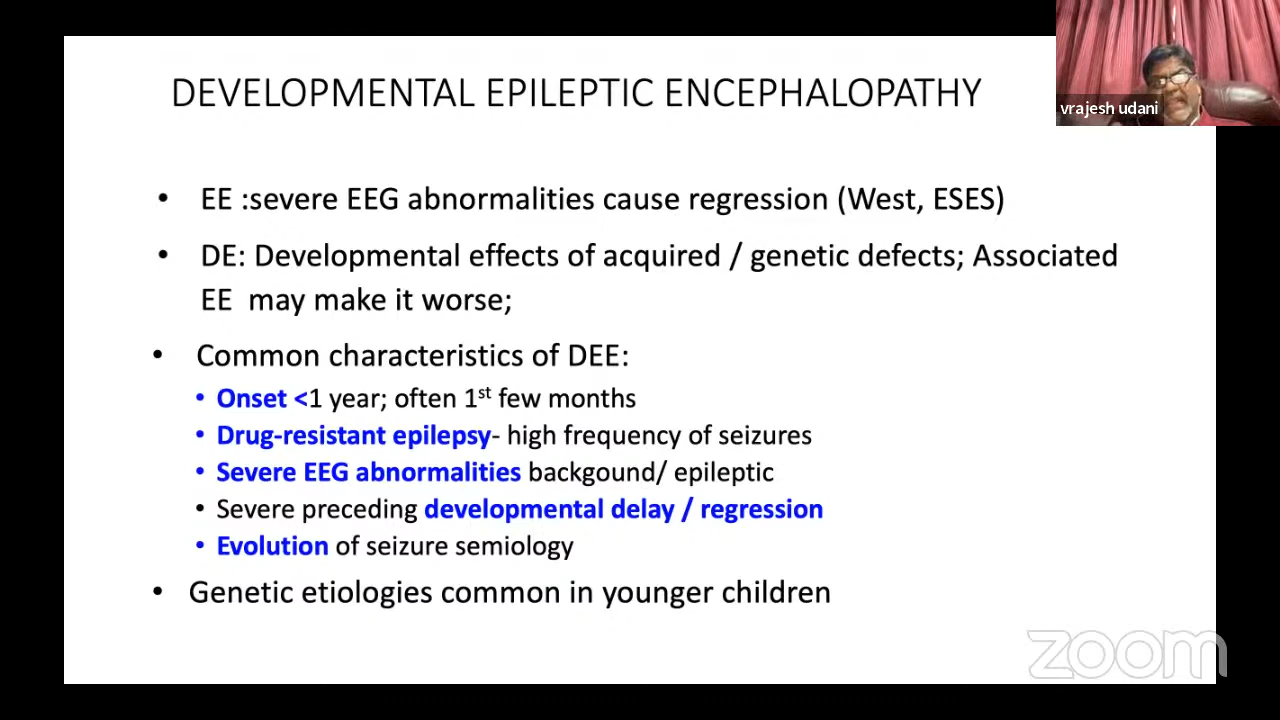 DEVELOPMENTAL EPILEPTIC ENCEPHALOPATHY
vrajesh udani
• EE :severe EEG abnormalities cause regression (West, ESES)
• DE: Developmental effects of acquired / genetic defects; Associated
EE may make it worse;
• Common characteristics of DEE:
• Onset <1 year; often 1st few months
• Drug-resistant epilepsy- high frequency of seizures
• Severe EEG abnormalities backgound/ epileptic
• Severe preceding developmental delay / regression
• Evolution of seizure semiology
• Genetic etiologies common in younger children
zoom